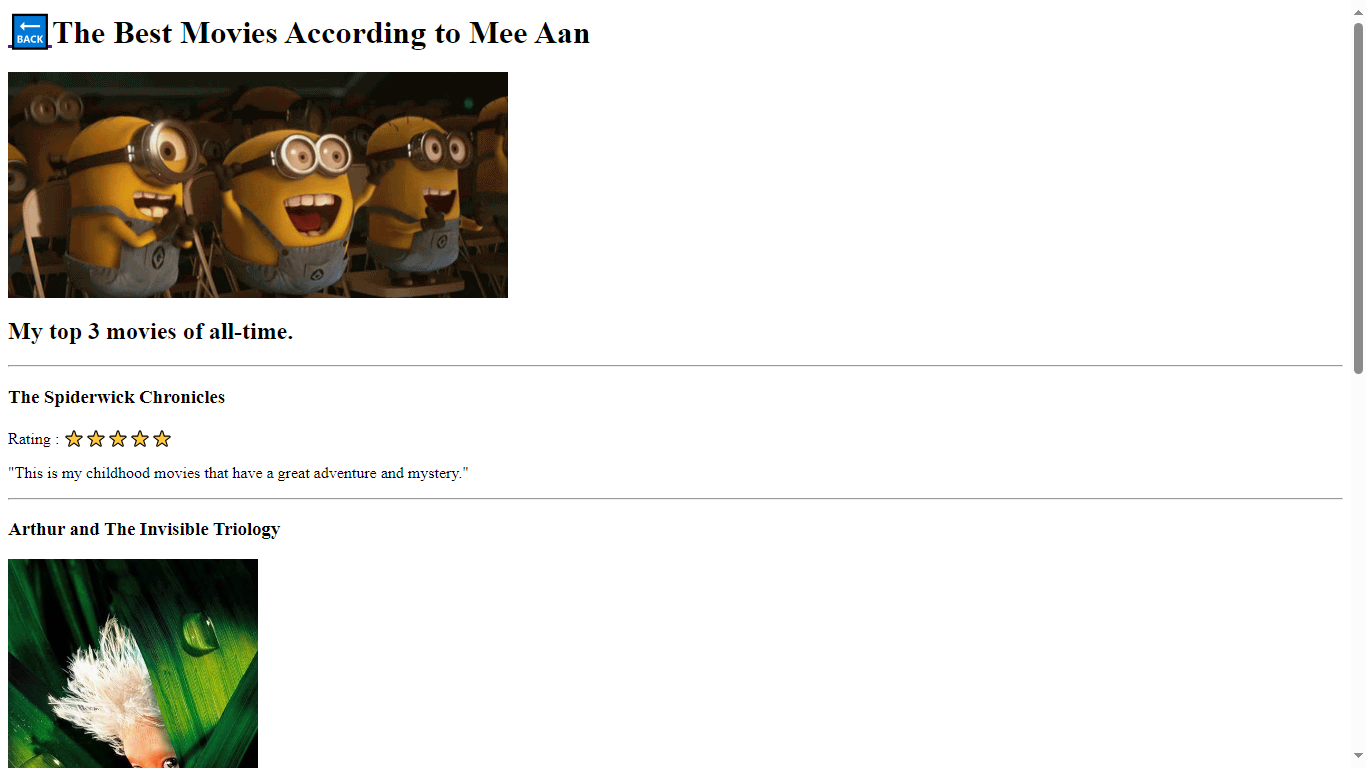 🔙The Best Movies According to Mee Aan
My top 3 movies of all-time.
The Spiderwick Chronicles
Rating : ⭐⭐⭐⭐⭐
"This is my childhood movies that have a great adventure and mystery."
Arthur and The Invisible Triology